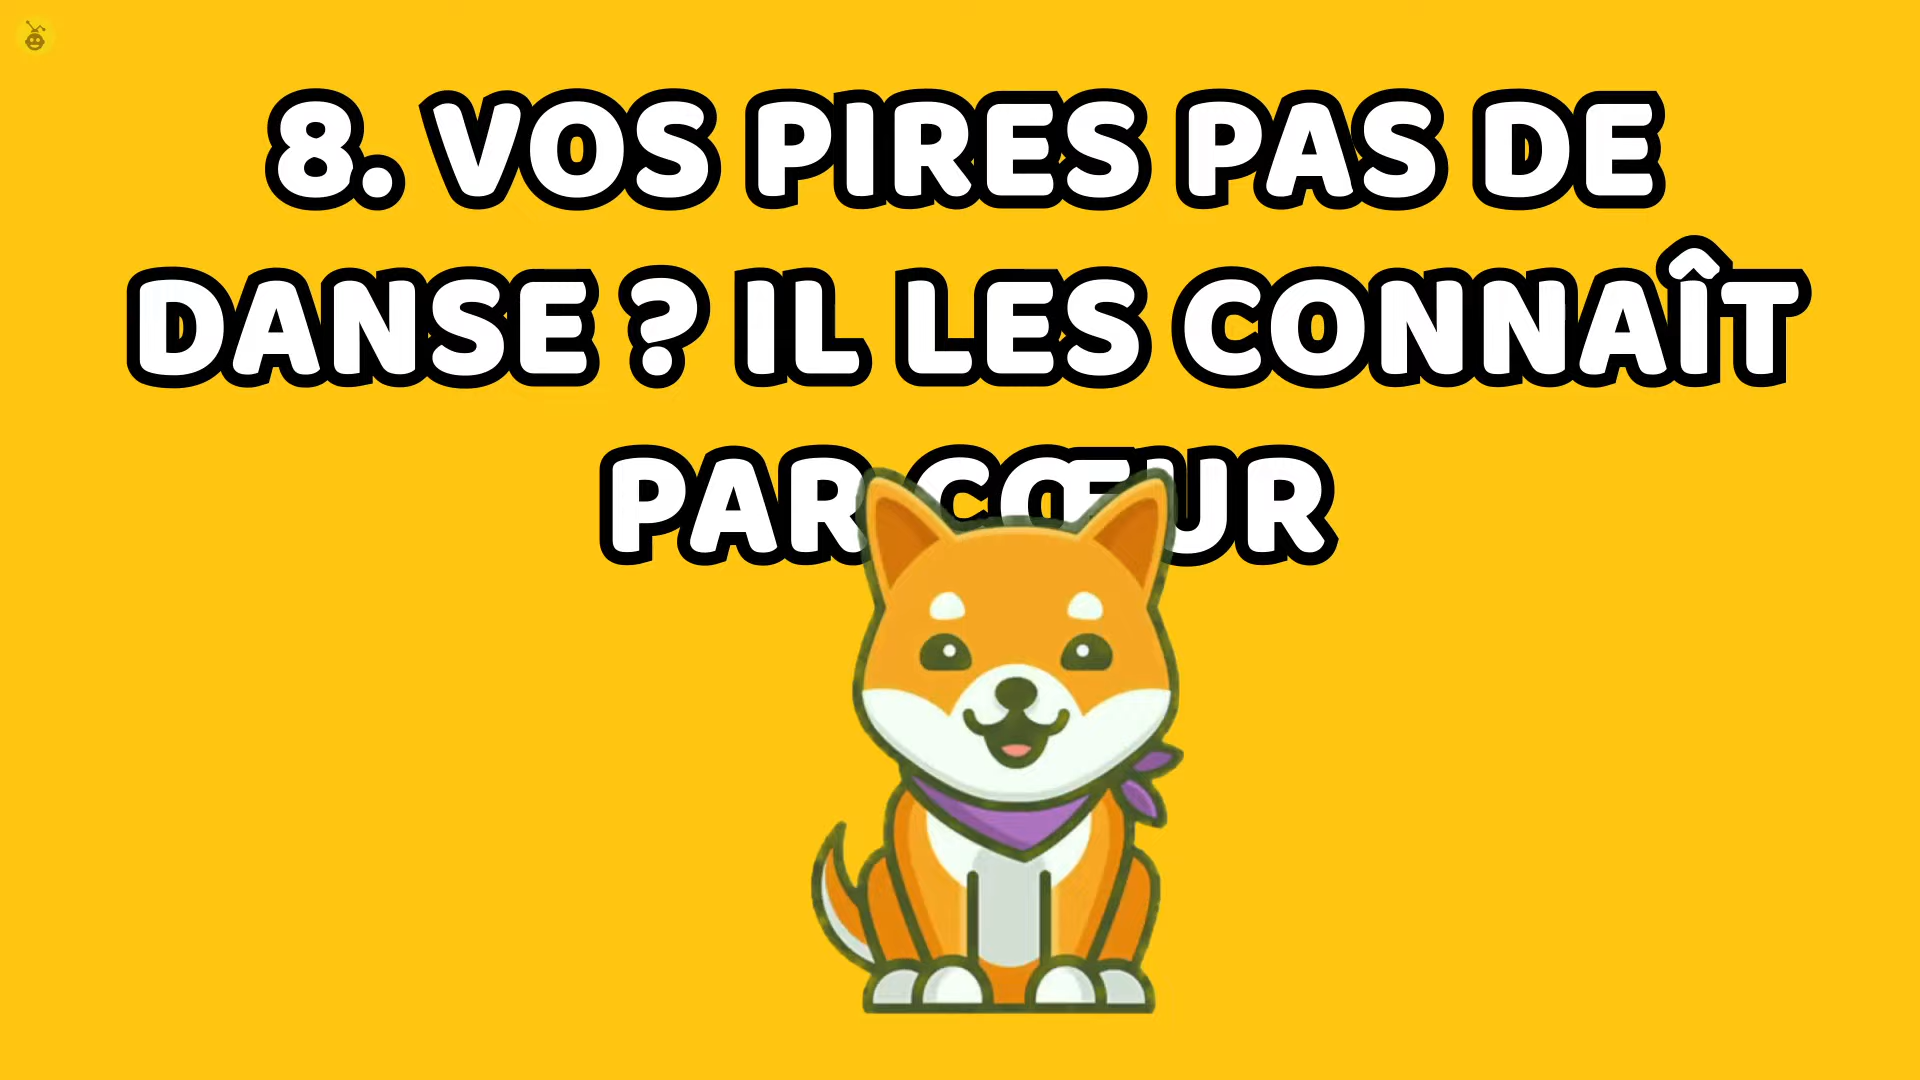 8. VOS PIRES PAS DE
DANSE ? IL LES CONNAÎT
PAR CŒUR